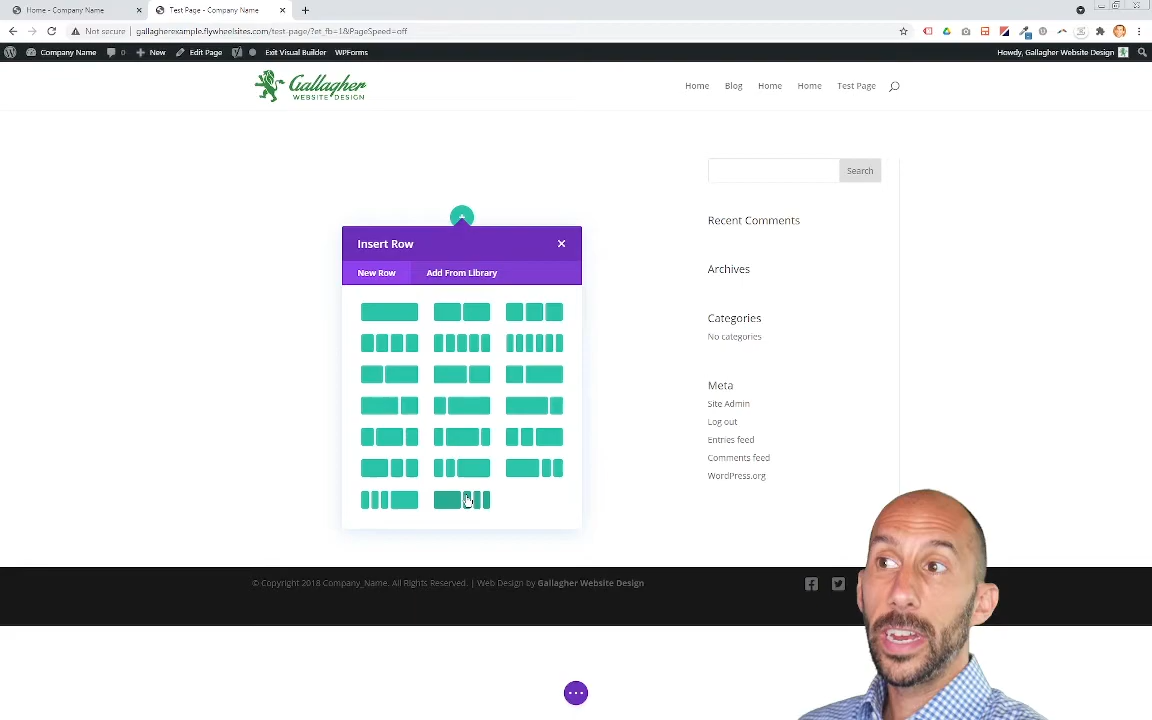 Home - Company Name
Test Page - Company Name
Not secure | gallagherexample.flywheelsites.com/test-page/?et_fb=1&PageSpeed=off
Company Name
0
New
Edit Page
Exit Visual Builder
WPForms
Howdy, Gallagher Website Design
Gallagher
WEBSITE DESIGN
Home
Blog
Home
Home
Test Page
Search
Recent Comments
Insert Row
New Row
Add From Library
Archives
Categories
No categories
Meta
Site Admin
Log out
Entries feed
Comments feed
WordPress.org
© Copyright 2018 Company_Name. All Rights Reserved. | Web Design by Gallagher Website Design